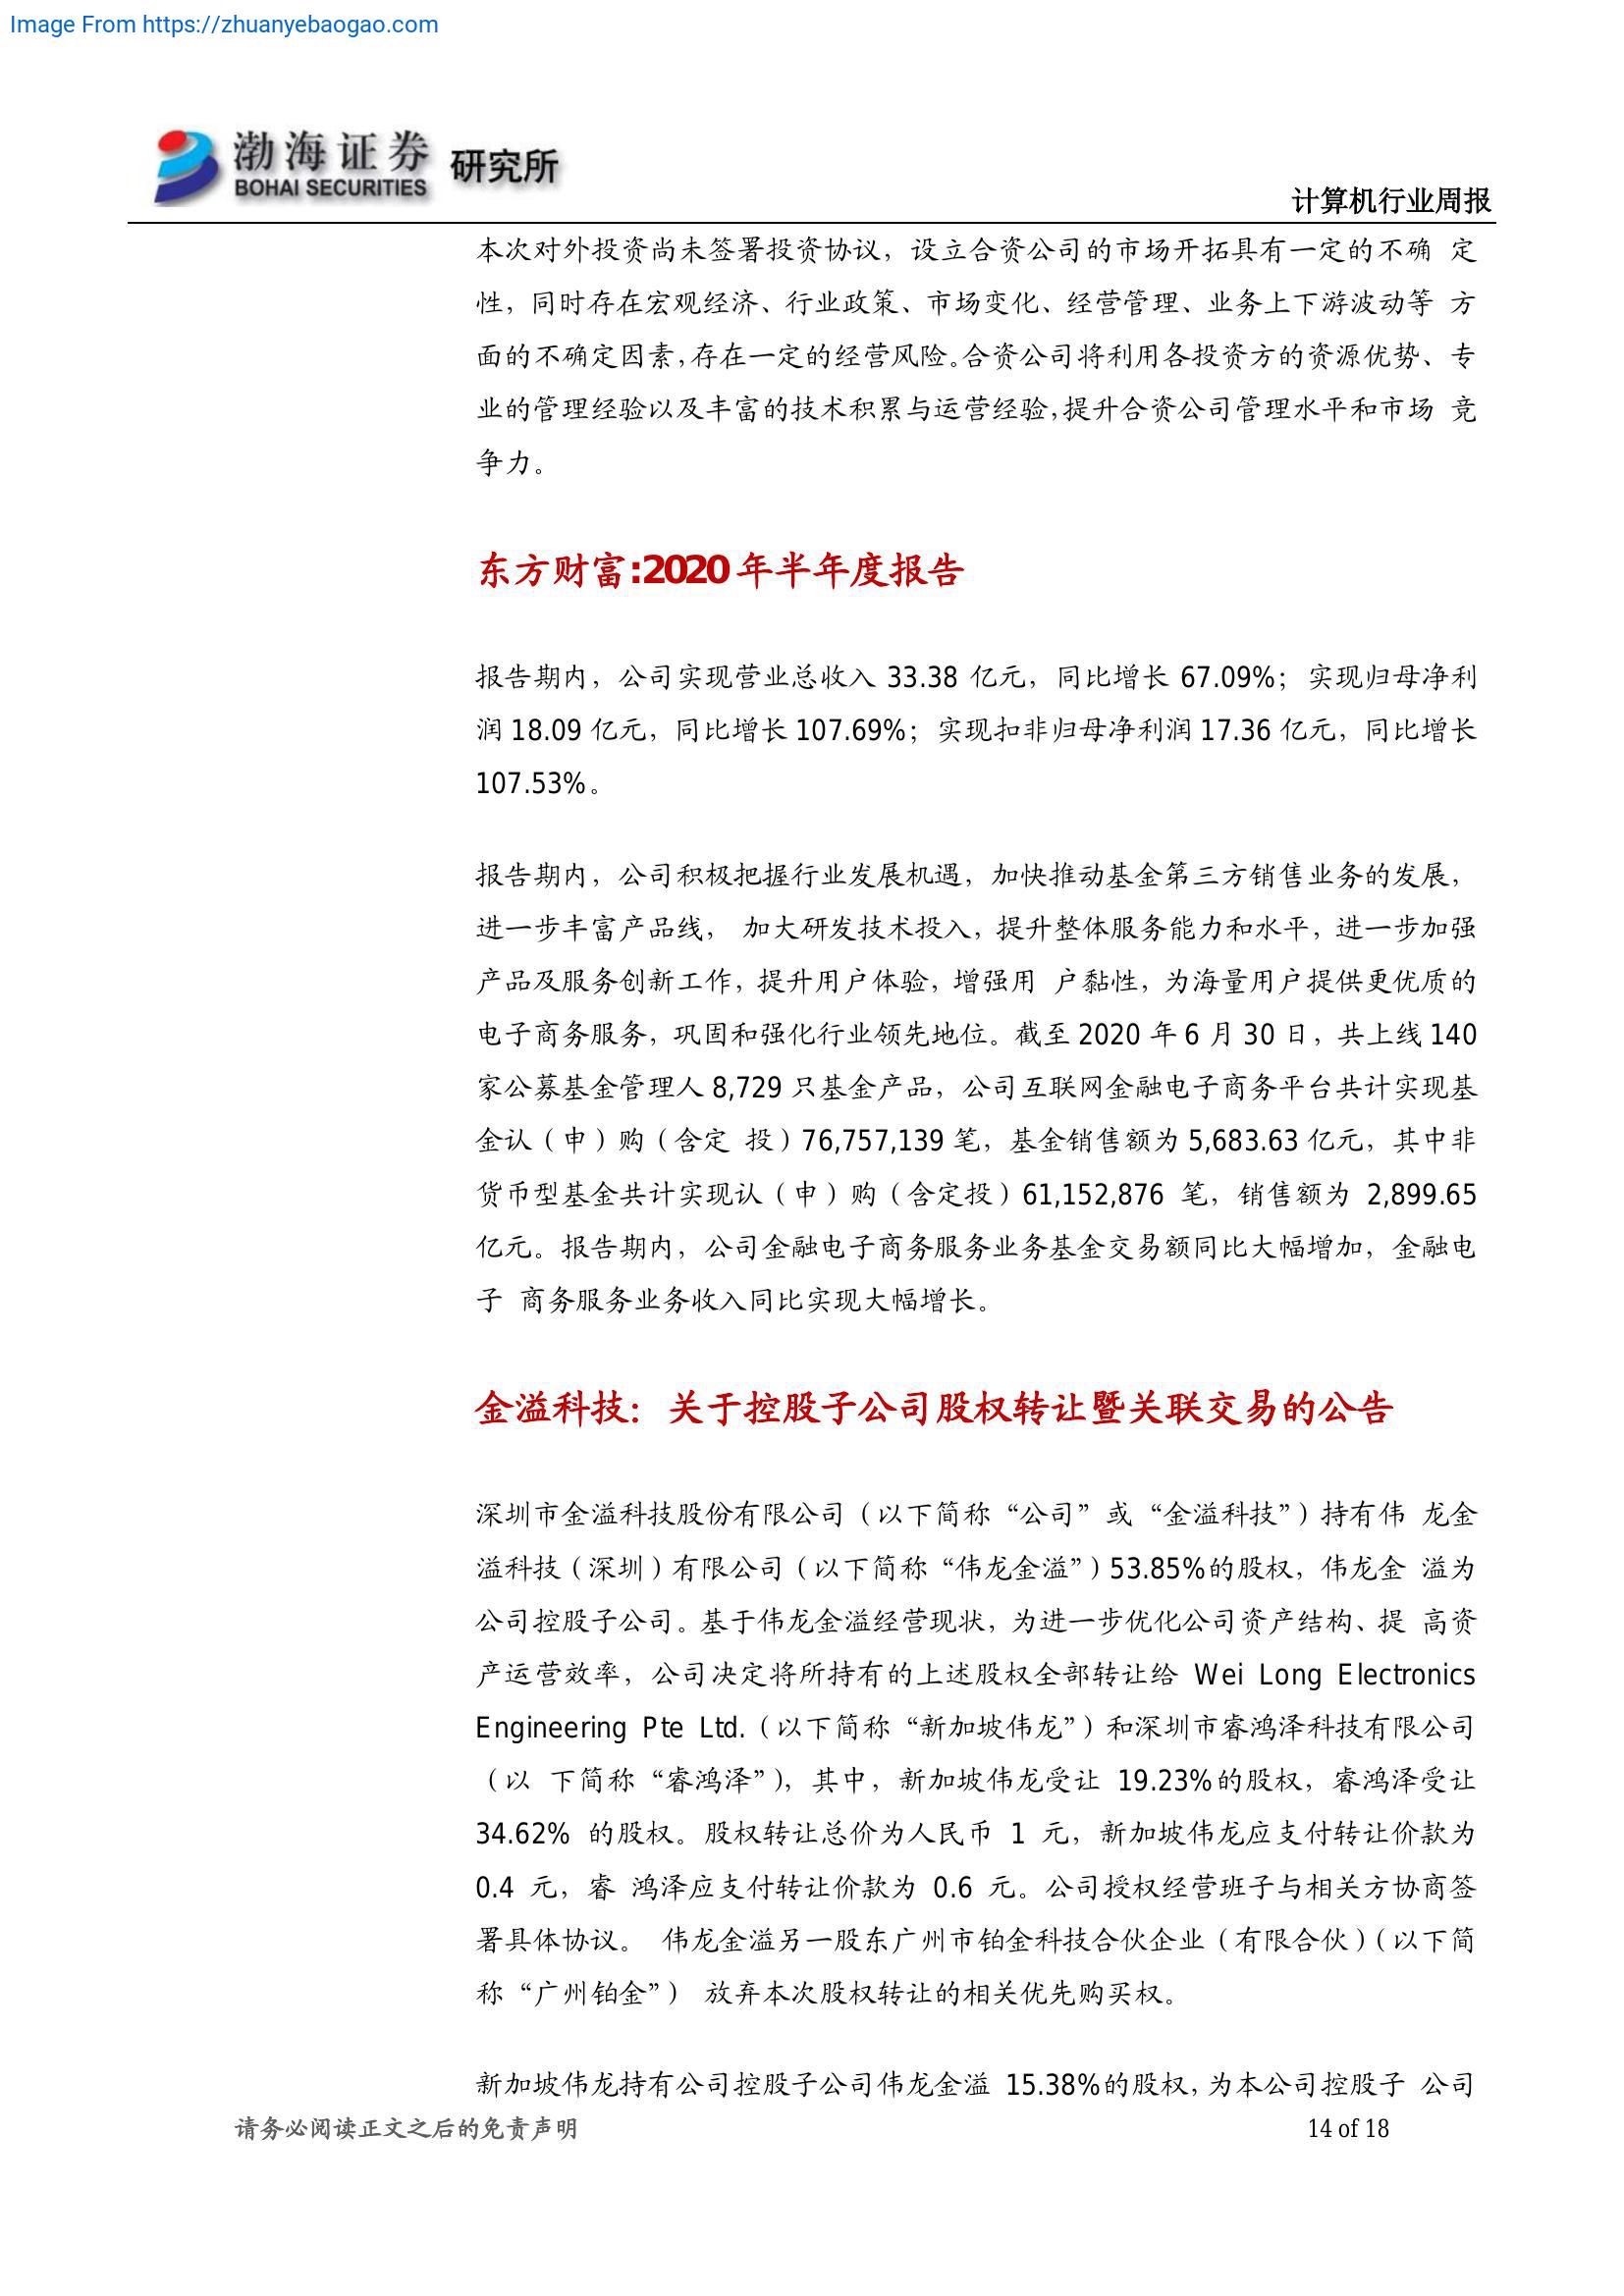 Image From https://zhuanyebaogao.com
渤海证券 研究所
BOHAI SECURITIES
计算机行业周报
本次对外投资尚未签署投资协议，设立合资公司的市场开拓具有一定的不确 定
性，同时存在宏观经济、行业政策、市场变化、经营管理、业务上下游波动等 方
面的不确定因素，存在一定的经营风险。合资公司将利用各投资方的资源优势、专
业的管理经验以及丰富的技术积累与运营经验，提升合资公司管理水平和市场 竞
争力。
东方财富:2020 年半年度报告
报告期内，公司实现营业总收入 33.38 亿元，同比增长 67.09%；实现归母净利
润 18.09 亿元，同比增长 107.69%；实现扣非归母净利润 17.36 亿元，同比增长
107.53%。
报告期内，公司积极把握行业发展机遇，加快推动基金第三方销售业务的发展，
进一步丰富产品线， 加大研发技术投入，提升整体服务能力和水平，进一步加强
产品及服务创新工作，提升用户体验，增强用 户黏性，为海量用户提供更优质的
电子商务服务，巩固和强化行业领先地位。截至 2020 年 6 月 30 日，共上线 140
家公募基金管理人 8,729 只基金产品，公司互联网金融电子商务平台共计实现基
金认（申）购（含定 投）76,757,139 笔，基金销售额为 5,683.63 亿元，其中非
货币型基金共计实现认（申）购（含定投）61,152,876 笔，销售额为 2,899.65
亿元。报告期内，公司金融电子商务服务业务基金交易额同比大幅增加，金融电
子 商务服务业务收入同比实现大幅增长。
金溢科技：关于控股子公司股权转让暨关联交易的公告
深圳市金溢科技股份有限公司（以下简称“公司”或“金溢科技”）持有伟 龙金
溢科技（深圳）有限公司（以下简称“伟龙金溢”）53.85%的股权，伟龙金 溢为
公司控股子公司。基于伟龙金溢经营现状，为进一步优化公司资产结构、提 高资
产运营效率，公司决定将所持有的上述股权全部转让给 Wei Long Electronics
Engineering Pte Ltd.（以下简称“新加坡伟龙”）和深圳市睿鸿泽科技有限公司
（以 下简称“睿鸿泽”），其中，新加坡伟龙受让 19.23%的股权，睿鸿泽受让
34.62% 的股权。股权转让总价为人民币 1 元，新加坡伟龙应支付转让价款为
0.4 元，睿 鸿泽应支付转让价款为 0.6 元。公司授权经营班子与相关方协商签
署具体协议。 伟龙金溢另一股东广州市铂金科技合伙企业（有限合伙）（以下简
称“广州铂金”） 放弃本次股权转让的相关优先购买权。
新加坡伟龙持有公司控股子公司伟龙金溢 15.38%的股权，为本公司控股子 公司
请务必阅读正文之后的免责声明
14 of 18